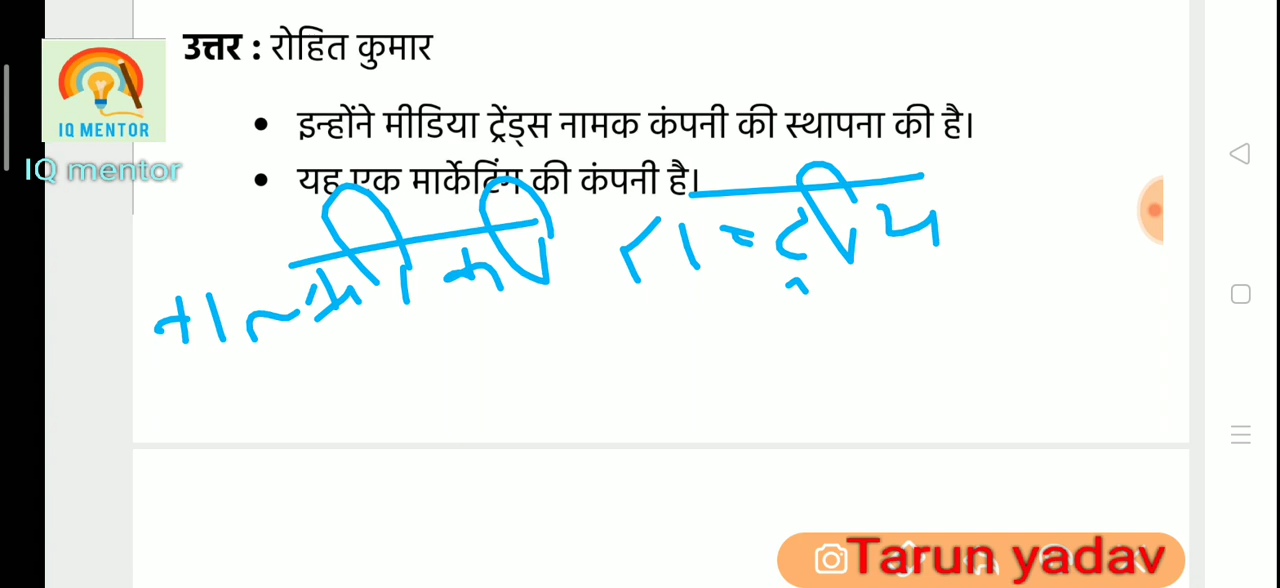 उत्तर : रोहित कुमार
IQ MENTOR
IQ mentor
• इन्होंने मीडिया ट्रेंड्स नामक कंपनी की स्थापना की है।
• यह एक मार्केटिंग की कंपनी है।
Tarun yadav